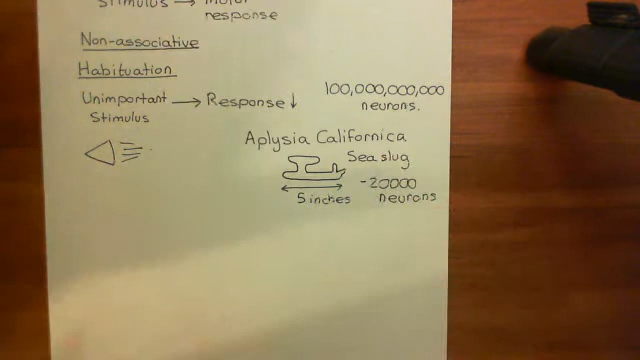 Stimulus → Motor
response
Non-associative
Habituation
Unimportant → Response ↓
Stimulus
100,000,000,000
neurons.
Aplysia Californica
Sea slug
5 inches
~20000
neurons